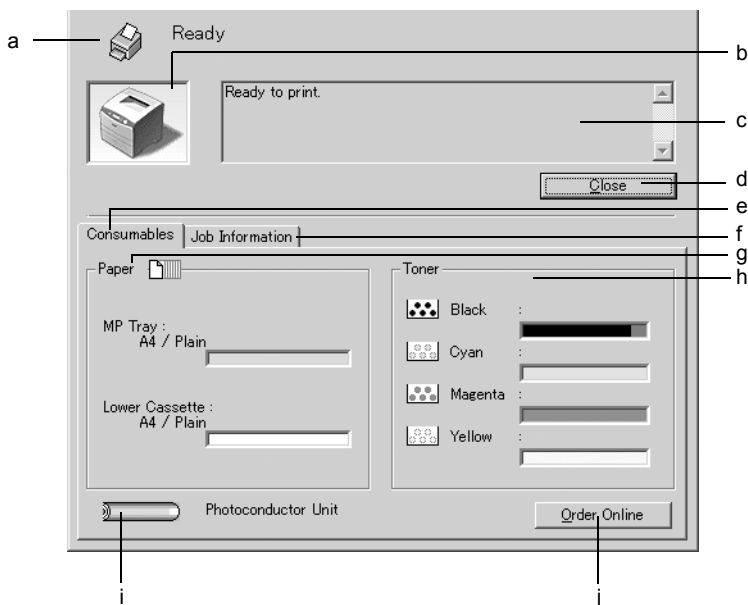 a
Ready
b
Ready to print.
c
Close
d
e
Consumables
Job Information
f
g
Paper
Toner
h
MP Tray :
A4 / Plain
Black :
Cyan :
Lower Cassette :
A4 / Plain
Magenta :
Yellow :
Photoconductor Unit
Order Online
i
j